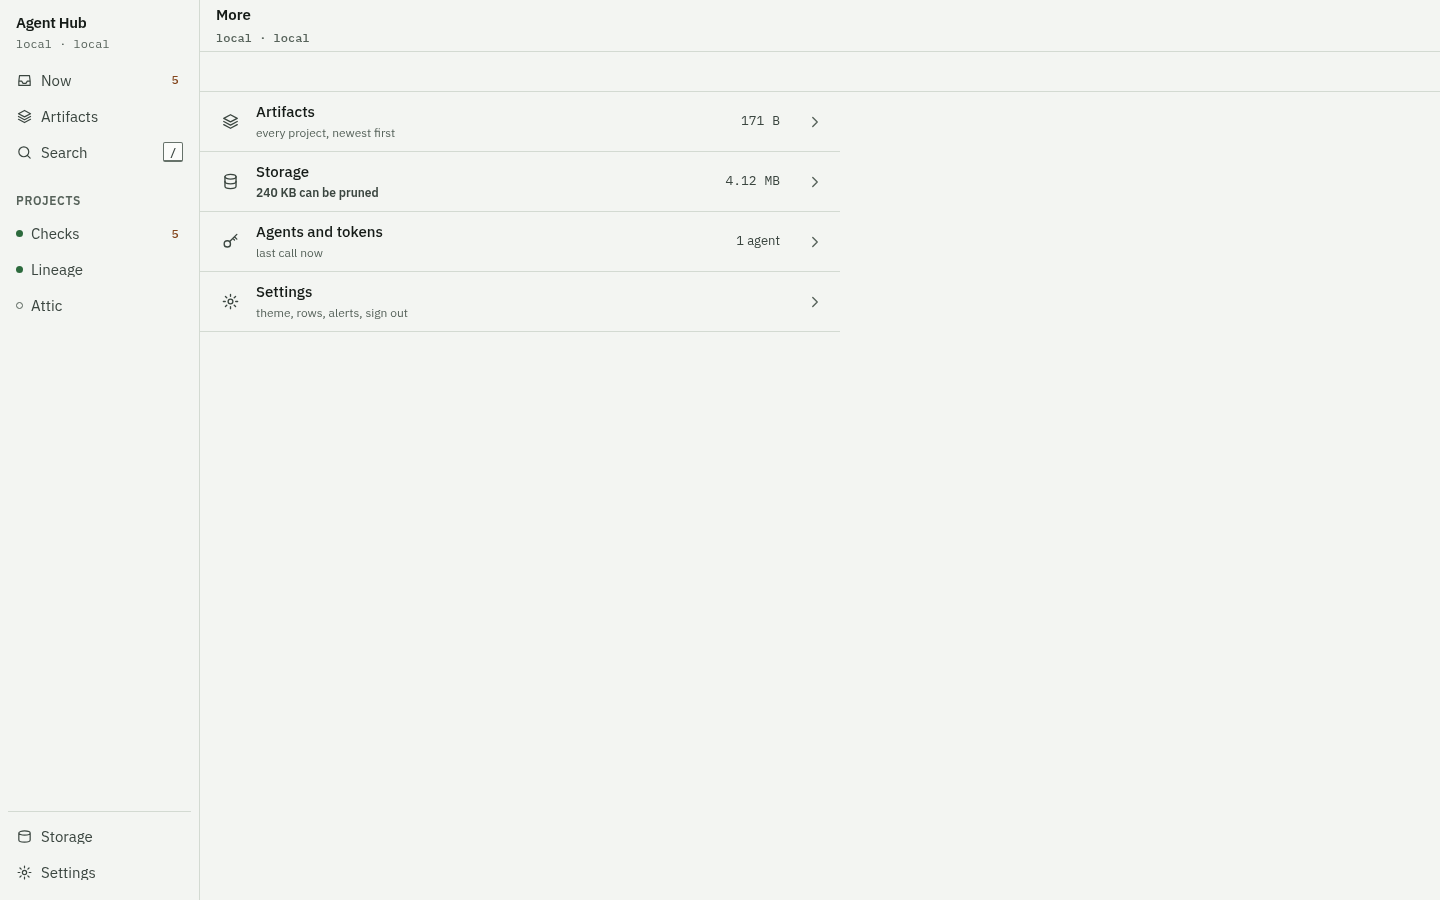 Agent Hub
local · local
Now 5
Artifacts
Search /
PROJECTS
Checks 5
Lineage
Attic
Storage
Settings
More
local · local
Artifacts
every project, newest first
171 B
Storage
240 KB can be pruned
4.12 MB
Agents and tokens
last call now
1 agent
Settings
theme, rows, alerts, sign out